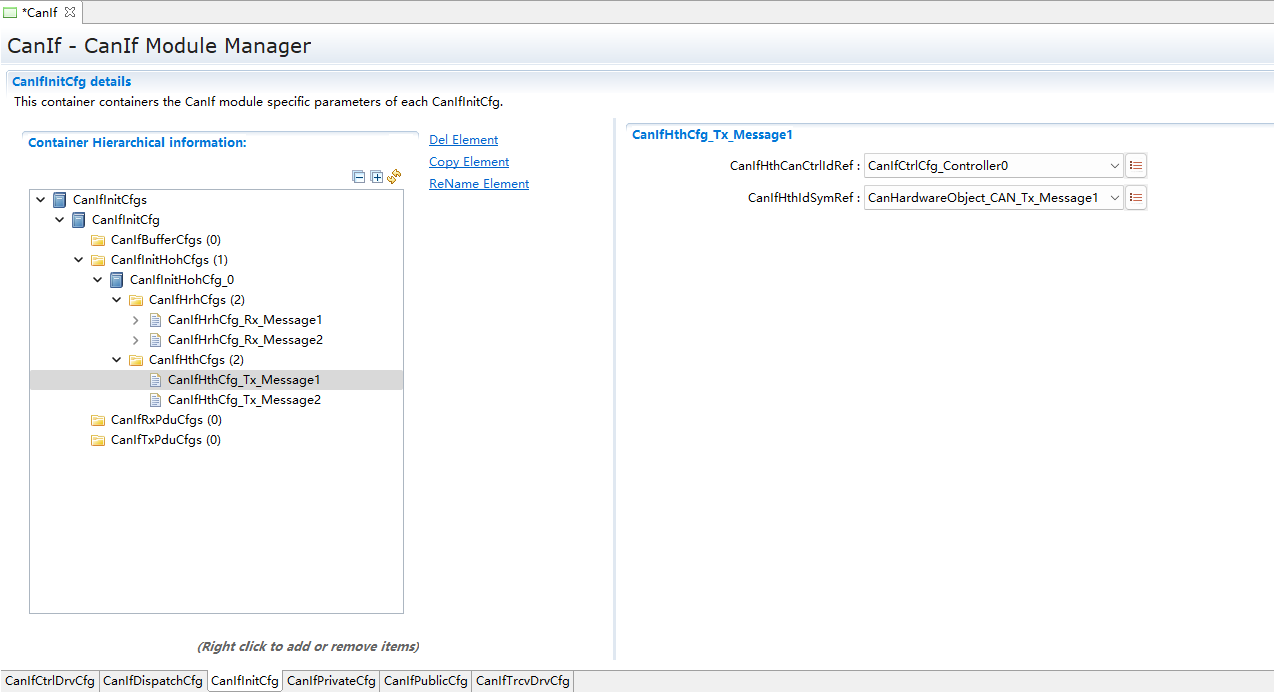 *CanIf
CanIf - CanIf Module Manager
CanIfInitCfg details
This container containers the CanIf module specific parameters of each CanIfInitCfg.
Container Hierarchical information:
Del Element
Copy Element
ReName Element
CanIfInitCfgs
CanIfInitCfg
CanIfBufferCfgs (0)
CanIfInitHohCfgs (1)
CanIfInitHohCfg_0
CanIfHrhCfgs (2)
CanIfHrhCfg_Rx_Message1
CanIfHrhCfg_Rx_Message2
CanIfHthCfgs (2)
CanIfHthCfg_Tx_Message1
CanIfHthCfg_Tx_Message2
CanIfRxPduCfgs (0)
CanIfTxPduCfgs (0)
(Right click to add or remove items)
CanIfHthCfg_Tx_Message1
CanIfHthCanCtrlIdRef : CanIfCtrlCfg_Controller0
CanIfHthIdSymRef : CanHardwareObject_CAN_Tx_Message1
CanIfCtrlDrvCfg CanIfDispatchCfg CanIfInitCfg CanIfPrivateCfg CanIfPublicCfg CanIfTrcvDrvCfg